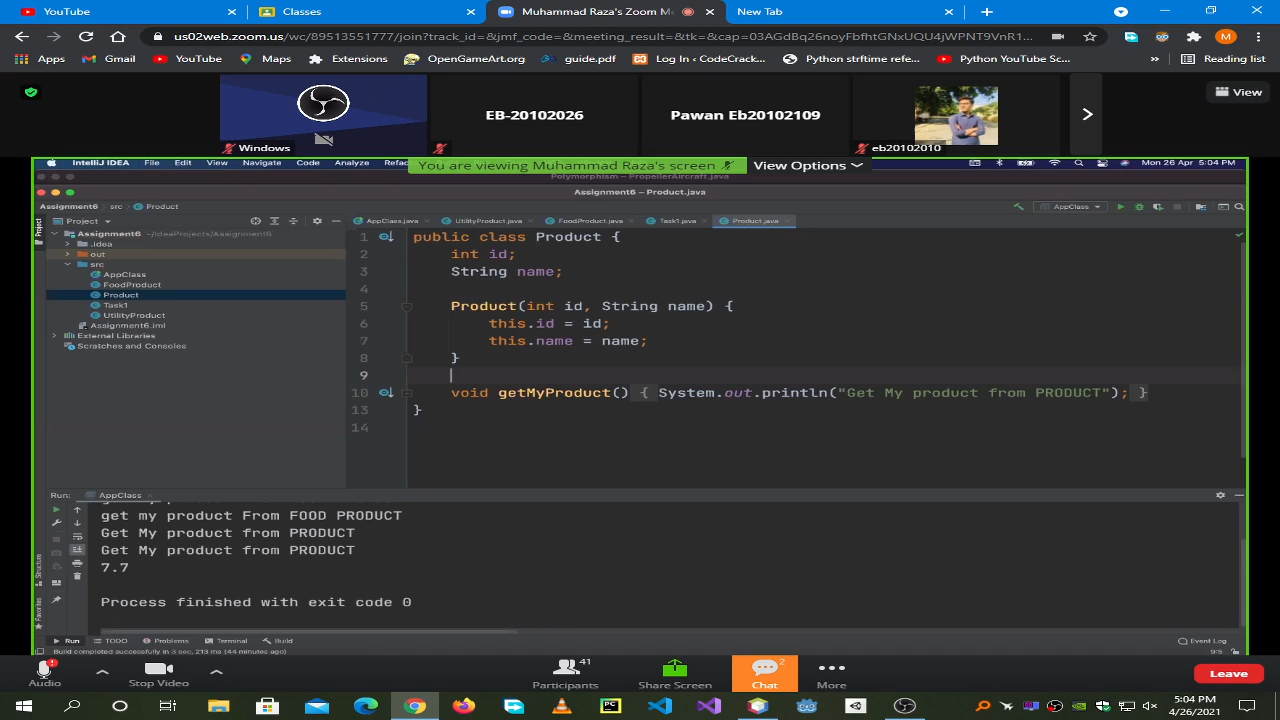 YouTube
Classes
Muhammad Raza's Zoom Me
New Tab
us02web.zoom.us/wc/89513551777/join?track_id=&jmf_code=&meeting_result=&tk=&cap=03AGdBq26noyFbfhtGNxUQU4jWPNT9VnR1...
Apps
Gmail
YouTube
Maps
Extensions
OpenGameArt.org
guide.pdf
Log In ‹ CodeCrack...
Python strftime refe...
Python YouTube Sc...
»
Reading list
Windows
EB-20102026
Pawan Eb20102109
eb20102010
View
IntelliJ IDEA File Edit View Navigate Code Analyze Refac
You are viewing Muhammad Raza's screen
View Options
Mon 26 Apr 5:04 PM
Polymorphism – PropellerAircraft.java
Assignment6 – Product.java
Assignment6 › src › Product
AppClass
Project
AppClass.java
UtilityProduct.java
FoodProduct.java
Task1.java
Product.java
Assignment6 ~/IdeaProjects/Assignment6
.idea
out
src
AppClass
FoodProduct
Product
Task1
UtilityProduct
Assignment6.iml
External Libraries
Scratches and Consoles
Project
1 public class Product {
2 int id;
3 String name;
4
5 Product(int id, String name) {
6 this.id = id;
7 this.name = name;
8 }
9
10 void getMyProduct() { System.out.println("Get My product from PRODUCT"); }
13 }
14
Run: AppClass
get my product From FOOD PRODUCT
Get My product from PRODUCT
Get My product from PRODUCT
7.7
Process finished with exit code 0
Structure
Favorites
Run
TODO
Problems
Terminal
Build
Event Log
Build completed successfully in 3 sec, 213 ms (44 minutes ago)
9:5
Audio
Stop Video
41
Participants
Share Screen
2
Chat
More
Leave
5:04 PM
4/26/2021